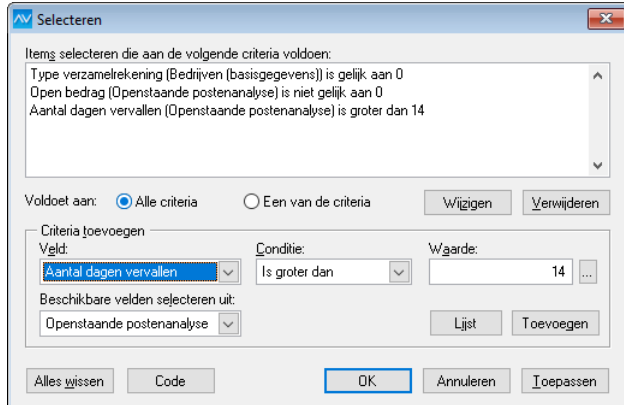 Selecteren
Items selecteren die aan de volgende criteria voldoen:
Type verzamelrekening (Bedrijven (basisgegevens)) is gelijk aan 0
Open bedrag (Openstaande postenanalyse) is niet gelijk aan 0
Aantal dagen vervallen (Openstaande postenanalyse) is groter dan 14
Voldoet aan: Alle criteria Een van de criteria Wijzigen Verwijderen
Criteria toevoegen
Veld: Conditie: Waarde:
Aantal dagen vervallen Is groter dan 14 ...
Beschikbare velden selecteren uit:
Openstaande postenanalyse Lijst Toevoegen
Alles wissen Code OK Annuleren Toepassen